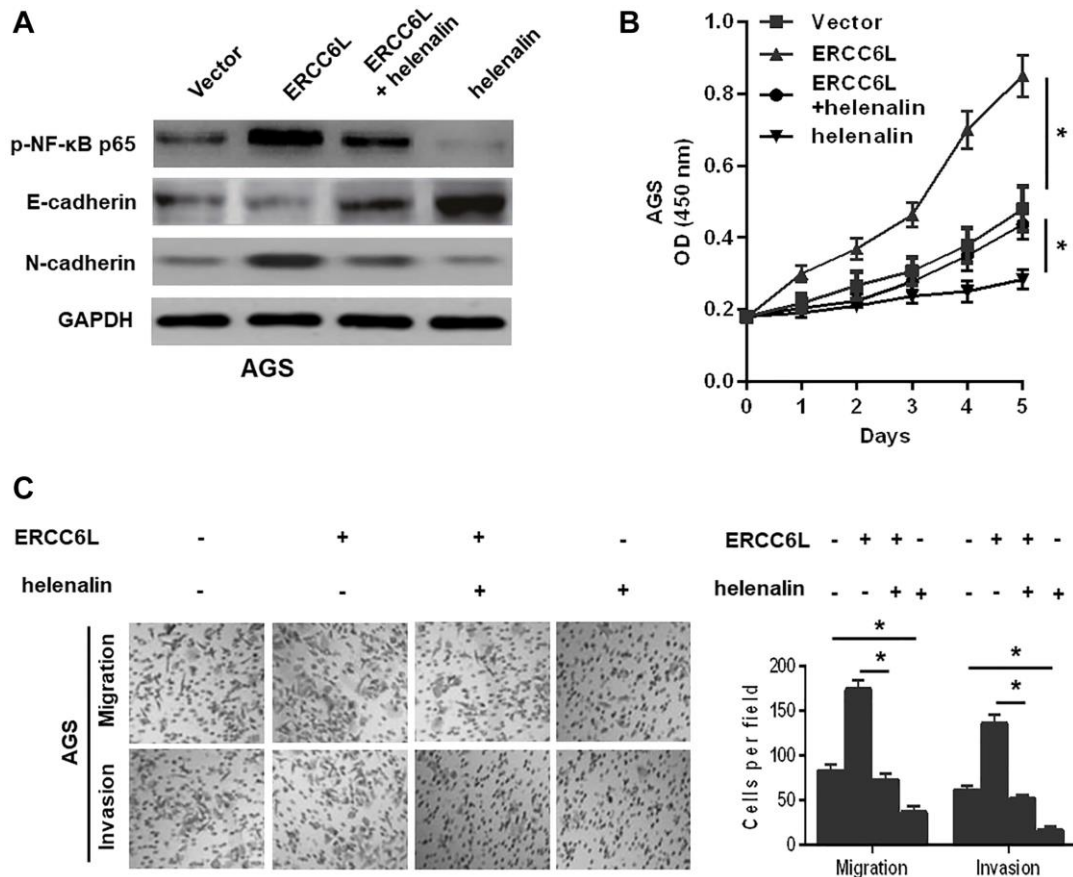 A
Vector
ERCC6L
ERCC6L
+ helenalin
helenalin
p-NF-κB p65
E-cadherin
N-cadherin
GAPDH
AGS
B
Vector
ERCC6L
ERCC6L
+helenalin
helenalin
AGS
OD (450 nm)
1.0
0.8
0.6
0.4
0.2
0.0
*
*
0 1 2 3 4 5
Days
C
ERCC6L - + + -
helenalin - - + +
AGS
Migration
Invasion
ERCC6L - + + - - + + -
helenalin - - + + - - + +
* *
* *
Cells per field
200
150
100
50
0
Migration Invasion